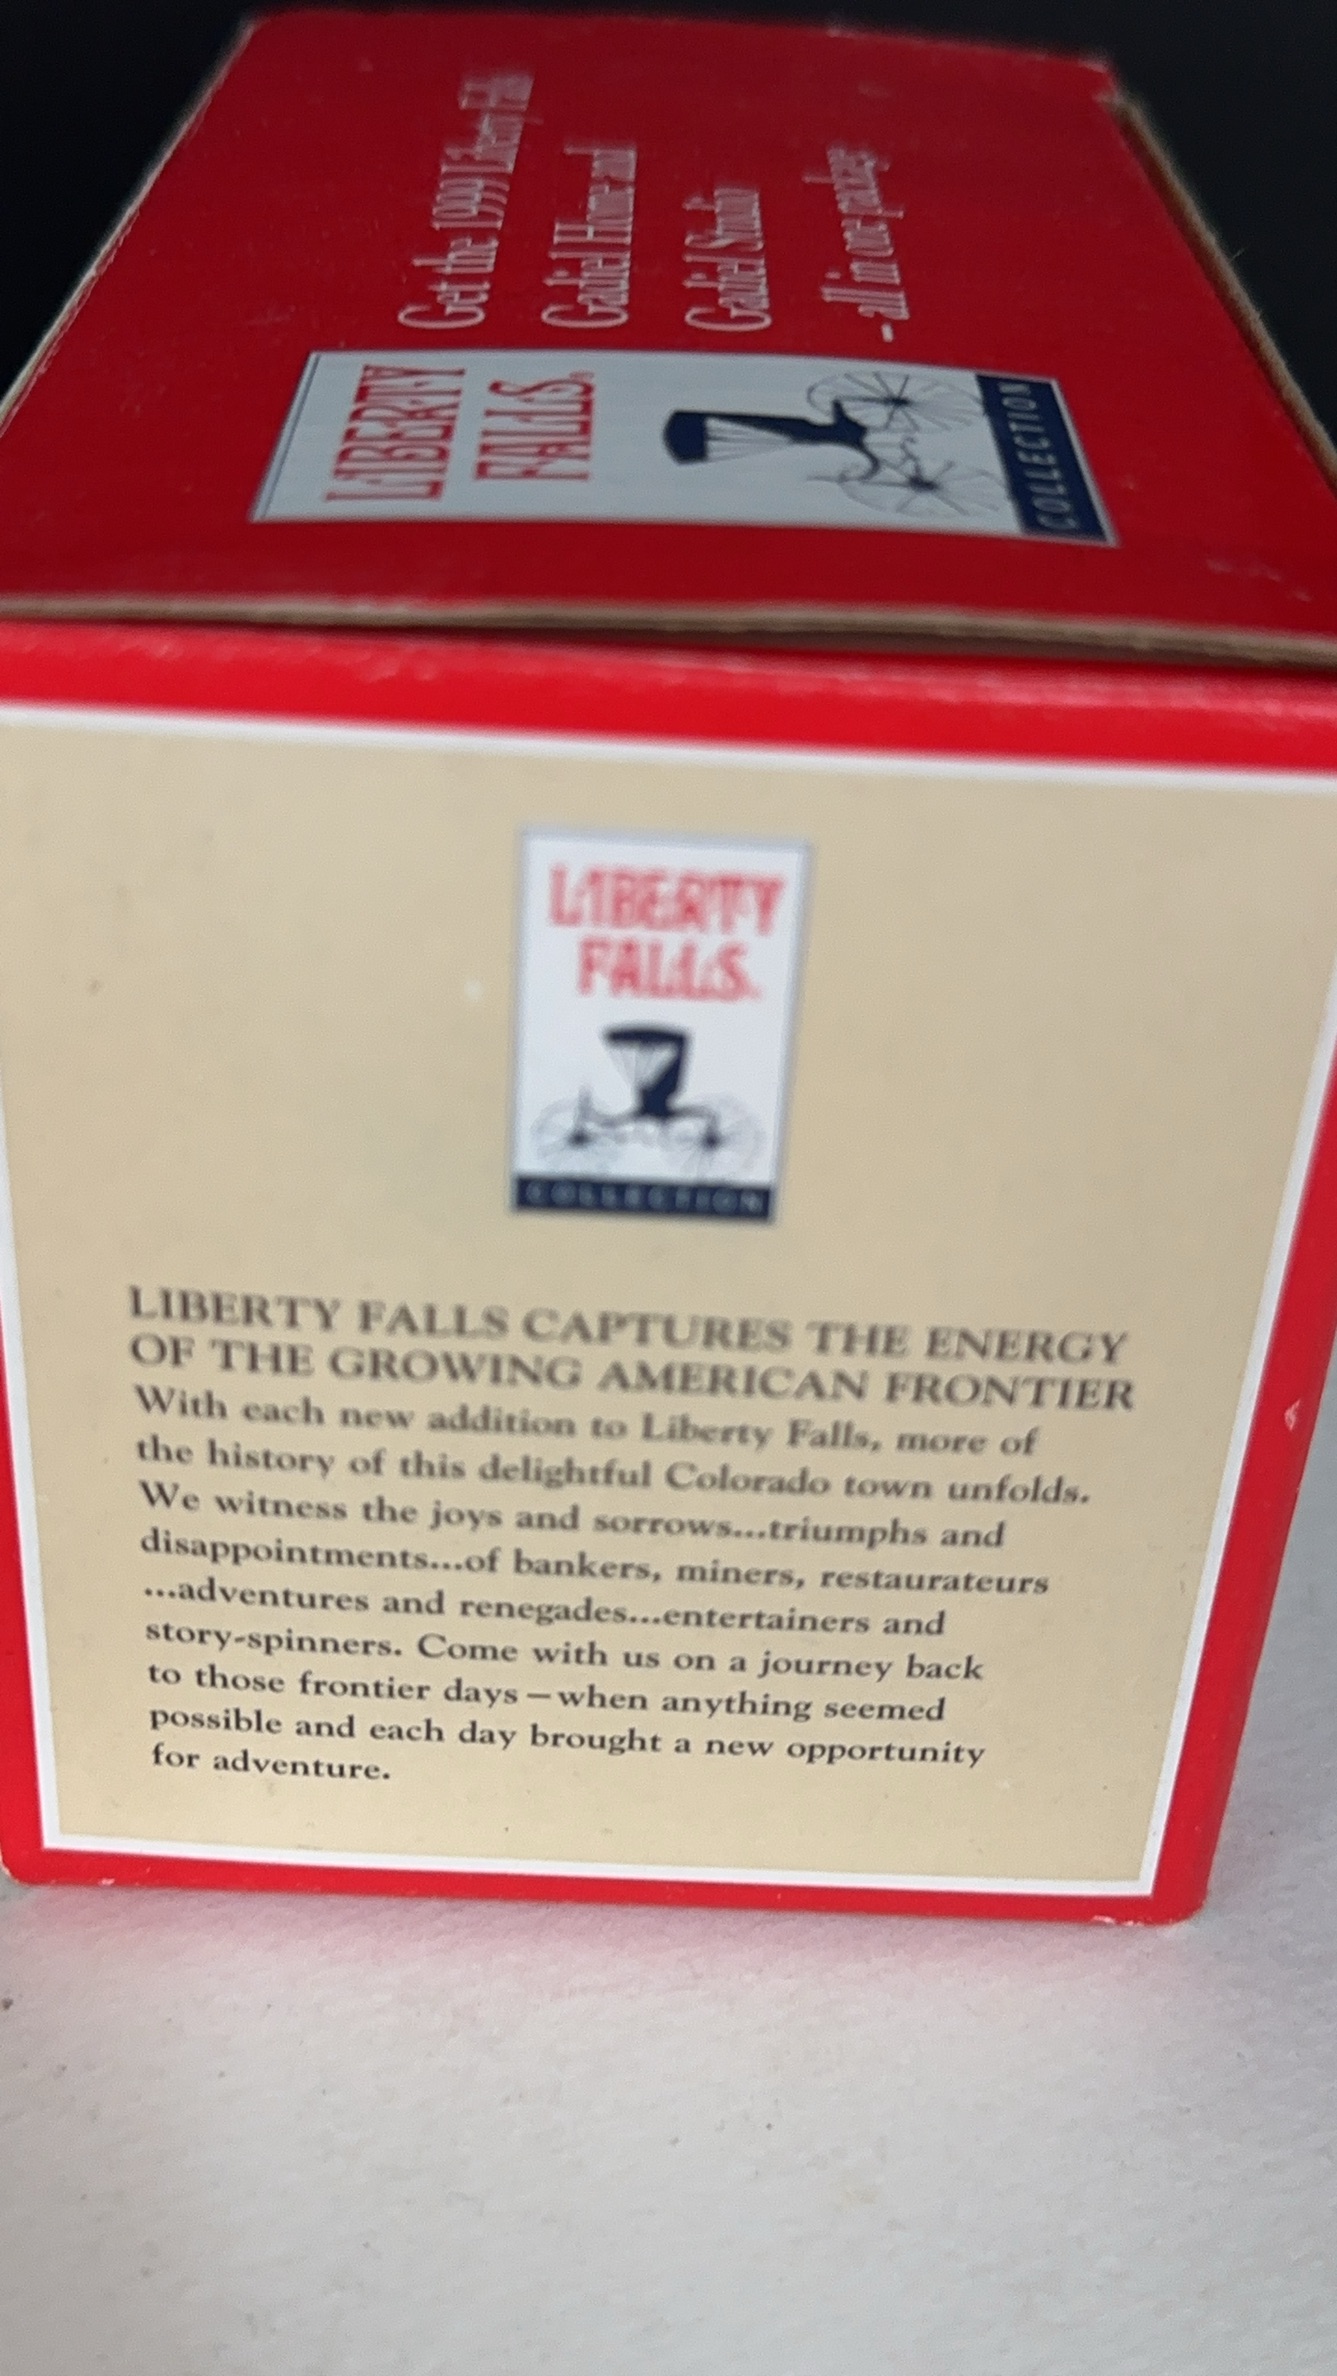 Get the 1999 Liberty Falls
Gabriel Home and
Gabriel Studio
- all in one package
LIBERTY
FALLS.
COLLECTION
LIBERTY
FALLS.
COLLECTION
LIBERTY FALLS CAPTURES THE ENERGY
OF THE GROWING AMERICAN FRONTIER
With each new addition to Liberty Falls, more of
the history of this delightful Colorado town unfolds.
We witness the joys and sorrows...triumphs and
disappointments...of bankers, miners, restaurateurs
...adventures and renegades...entertainers and
story-spinners. Come with us on a journey back
to those frontier days—when anything seemed
possible and each day brought a new opportunity
for adventure.